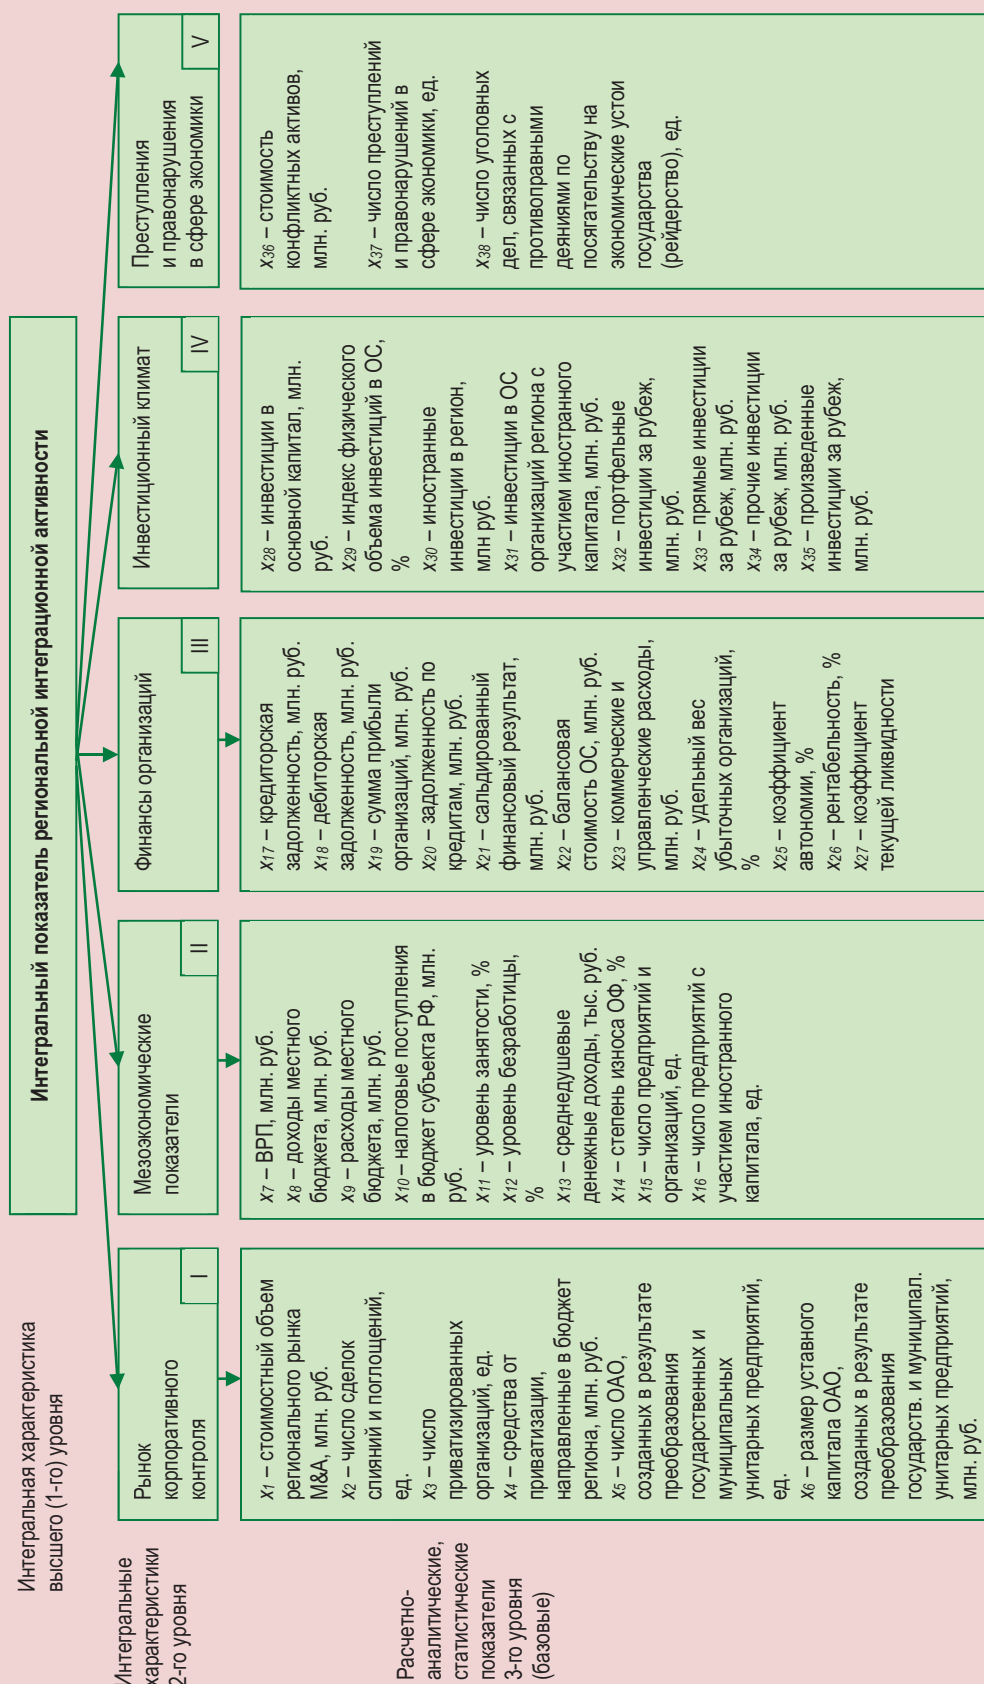 Интегральная характеристика
высшего (1-го) уровня
Интегральный показатель региональной интеграционной активности
Интегральные
характеристики
2-го уровня
Рынок
корпоративного
контроля
I
Мезоэкономические
показатели
II
Финансы организаций
III
Инвестиционный климат
IV
Преступления
и правонарушения
в сфере экономики
V
Расчетно-
аналитические,
статистические
показатели
3-го уровня
(базовые)
x1 – стоимостный объем
регионального рынка
M&A, млн. руб.
x2 – число сделок
слияний и поглощений,
ед.
x3 – число
приватизированных
организаций, ед.
x4 – средства от
приватизации,
направленные в бюджет
региона, млн. руб.
x5 – число ОАО,
созданных в результате
преобразования
государственных и
муниципальных
унитарных предприятий,
ед.
x6 – размер уставного
капитала ОАО,
созданных в результате
преобразования
государств. и муниципал.
унитарных предприятий,
млн. руб.
x7 – ВРП, млн. руб.
x8 – доходы местного
бюджета, млн. руб.
x9 – расходы местного
бюджета, млн. руб.
x10 – налоговые поступления
в бюджет субъекта РФ, млн.
руб.
x11 – уровень занятости, %
x12 – уровень безработицы,
%
x13 – среднедушевые
денежные доходы, тыс. руб.
x14 – степень износа ОФ, %
x15 – число предприятий и
организаций, ед.
x16 – число предприятий с
участием иностранного
капитала, ед.
x17 – кредиторская
задолженность, млн. руб.
x18 – дебиторская
задолженность, млн. руб.
x19 – сумма прибыли
организаций, млн. руб.
x20 – задолженность по
кредитам, млн. руб.
x21 – сальдированный
финансовый результат,
млн. руб.
x22 – балансовая
стоимость ОС, млн. руб.
x23 – коммерческие и
управленческие расходы,
млн. руб.
x24 – удельный вес
убыточных организаций,
%
x25 – коэффициент
автономии, %
x26 – рентабельность, %
x27 – коэффициент
текущей ликвидности
x28 – инвестиции в
основной капитал, млн.
руб.
x29 – индекс физического
объема инвестиций в ОС,
%
x30 – иностранные
инвестиции в регион,
млн руб.
x31 – инвестиции в ОС
организаций региона с
участием иностранного
капитала, млн. руб.
x32 – портфельные
инвестиции за рубеж,
млн. руб.
x33 – прямые инвестиции
за рубеж, млн. руб.
x34 – прочие инвестиции
за рубеж, млн. руб.
x35 – произведенные
инвестиции за рубеж,
млн. руб.
x36 – стоимость
конфликтных активов,
млн. руб.
x37 – число преступлений
и правонарушений в
сфере экономики, ед.
x38 – число уголовных
дел, связанных с
противоправными
деяниями по
посягательству на
экономические устои
государства
(рейдерство), ед.